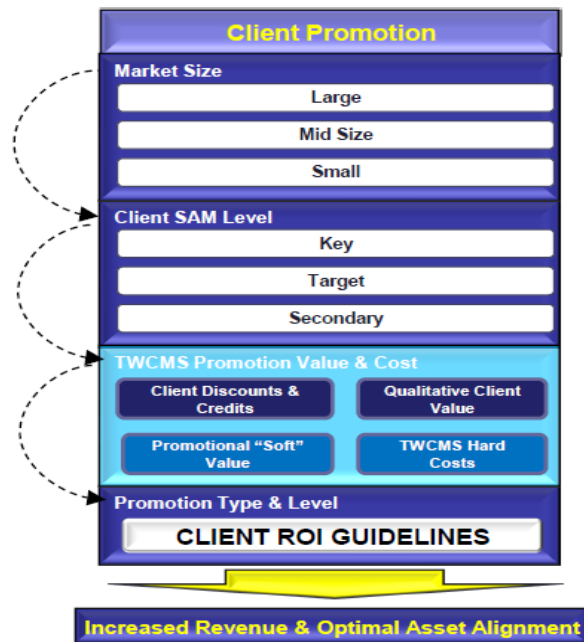 Client Promotion
Market Size
Large
Mid Size
Small
Client SAM Level
Key
Target
Secondary
TWCMS Promotion Value & Cost
Client Discounts &
Credits
Qualitative Client
Value
Promotional “Soft”
Value
TWCMS Hard
Costs
Promotion Type & Level
CLIENT ROI GUIDELINES
Increased Revenue & Optimal Asset Alignment